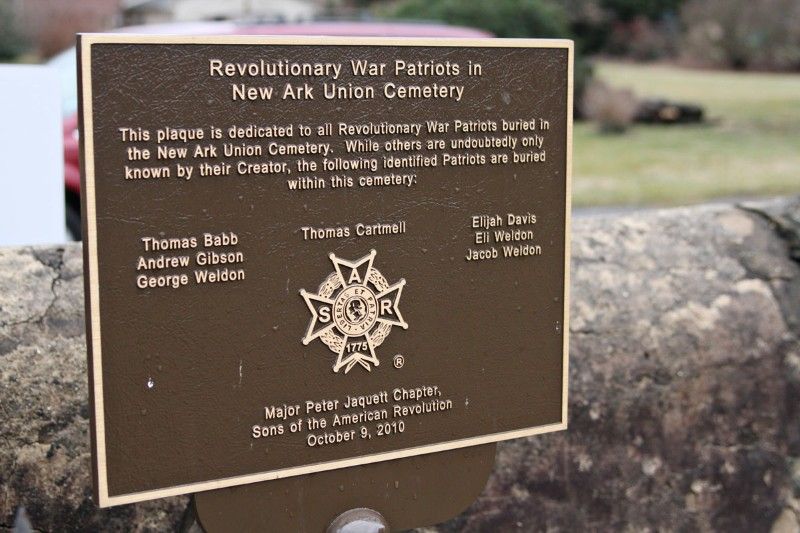 Revolutionary War Patriots in
New Ark Union Cemetery
This plaque is dedicated to all Revolutionary War Patriots buried in
the New Ark Union Cemetery. While others are undoubtedly only
known by their Creator, the following identified Patriots are buried
within this cemetery:
Thomas Babb
Andrew Gibson
George Weldon
Thomas Cartmell
Elijah Davis
Eli Weldon
Jacob Weldon
S A R
LIBERTAS ET PATRIA
1775
®
Major Peter Jaquett Chapter,
Sons of the American Revolution
October 9, 2010